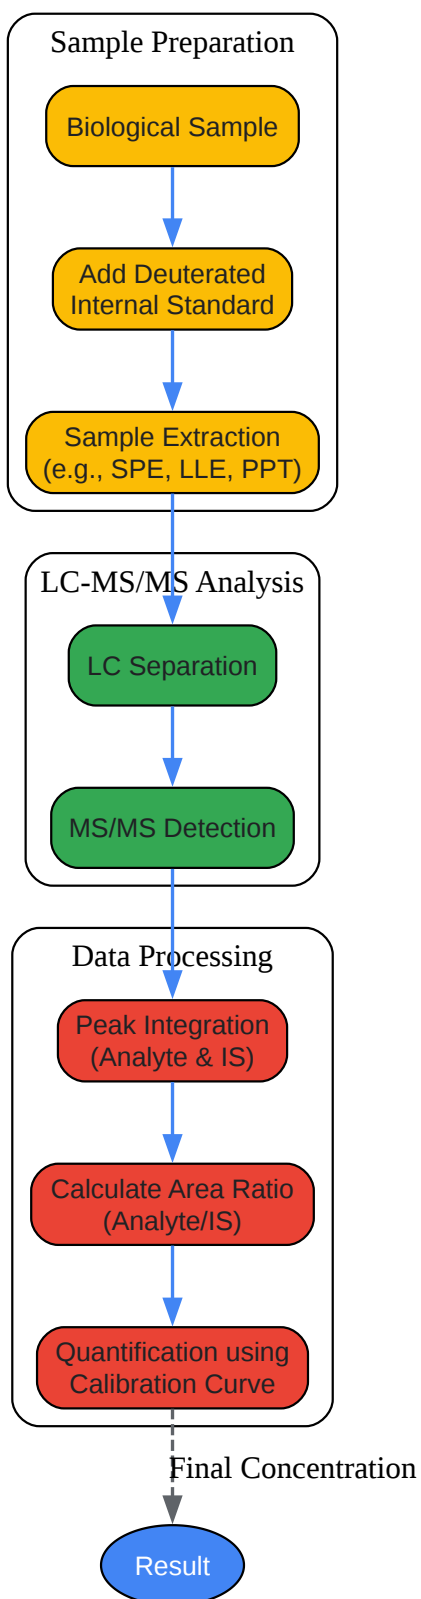 Sample Preparation
Biological Sample
Add Deuterated
Internal Standard
Sample Extraction
(e.g., SPE, LLE, PPT)
LC-MS/MS Analysis
LC Separation
MS/MS Detection
Data Processing
Peak Integration
(Analyte & IS)
Calculate Area Ratio
(Analyte/IS)
Quantification using
Calibration Curve
Final Concentration
Result